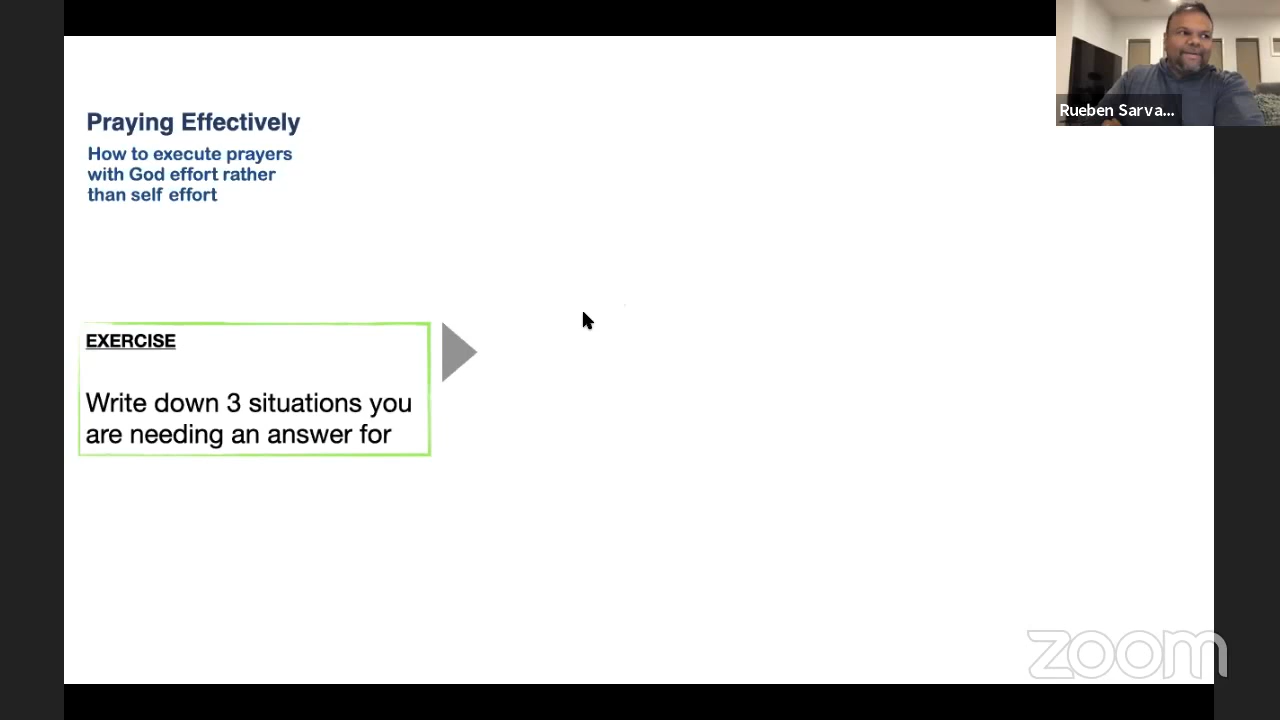 Praying Effectively
How to execute prayers
with God effort rather
than self effort
EXERCISE
Write down 3 situations you
are needing an answer for
Rueben Sarva...
zoom